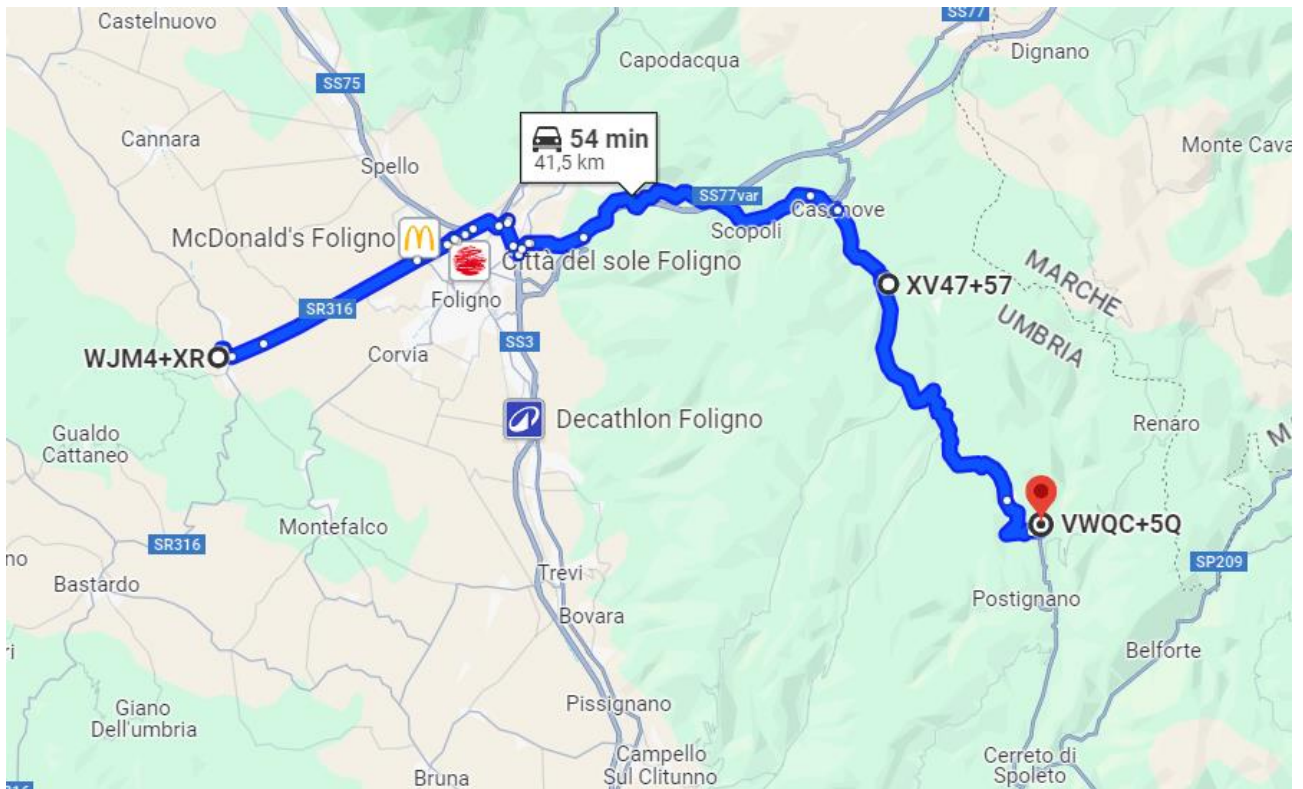 Castelnuovo
SS77
Dignano
Capodacqua
SS75
54 min
41,5 km
Cannara
Monte Cava
Spello
SS77var
Casenove
Scopoli
McDonald's Foligno
Città del sole Foligno
MARCHE
XV47+57
Foligno
SR316
UMBRIA
SS3
WJM4+XR
Corvia
Decathlon Foligno
Renaro
Gualdo
Cattaneo
M
Montefalco
VWQC+5Q
SR316
no
SP209
Trevi
Bastardo
Postignano
Bovara
ri
Belforte
Pissignano
Giano
Dell'umbria
Cerreto di
Spoleto
Campello
Sul Clitunno
Bruna
316